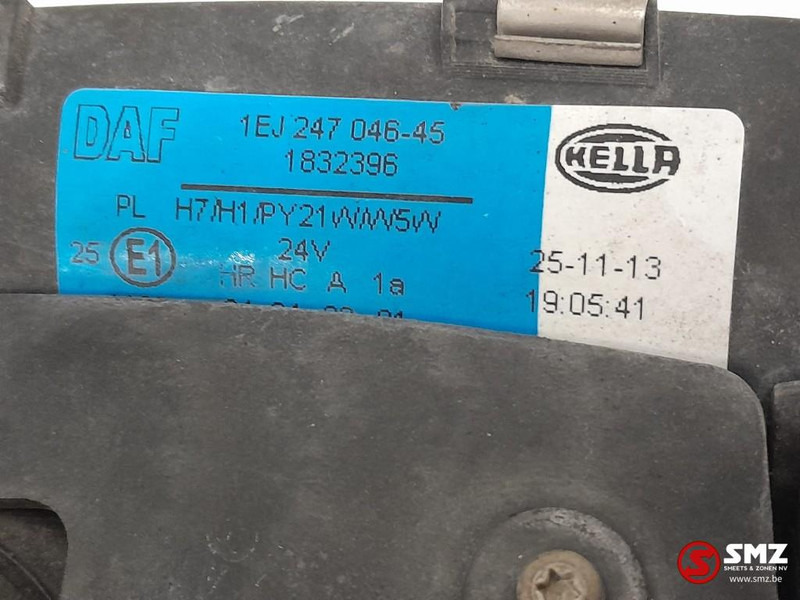 DAF
1EJ 247 046-45
1832396
HELLA
PL H7/H1/PY21W/W5W
25 E1 24V
HR HC A 1a
25-11-13
19:05:41
SMZ
SMEETS & ZONEN NV
www.smz.be